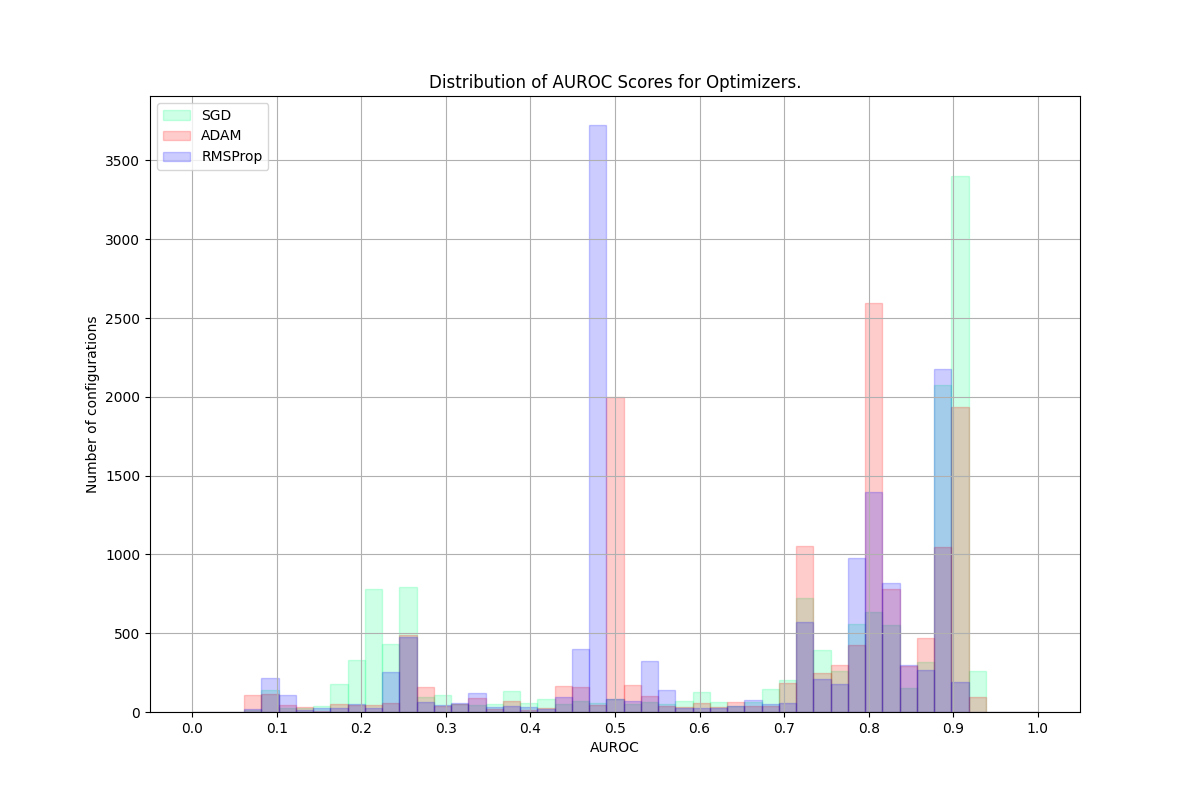 Distribution of AUROC Scores for Optimizers.
SGD
ADAM
RMSProp
Number of configurations
3500
3000
2500
2000
1500
1000
500
0
0.0 0.1 0.2 0.3 0.4 0.5 0.6 0.7 0.8 0.9 1.0
AUROC